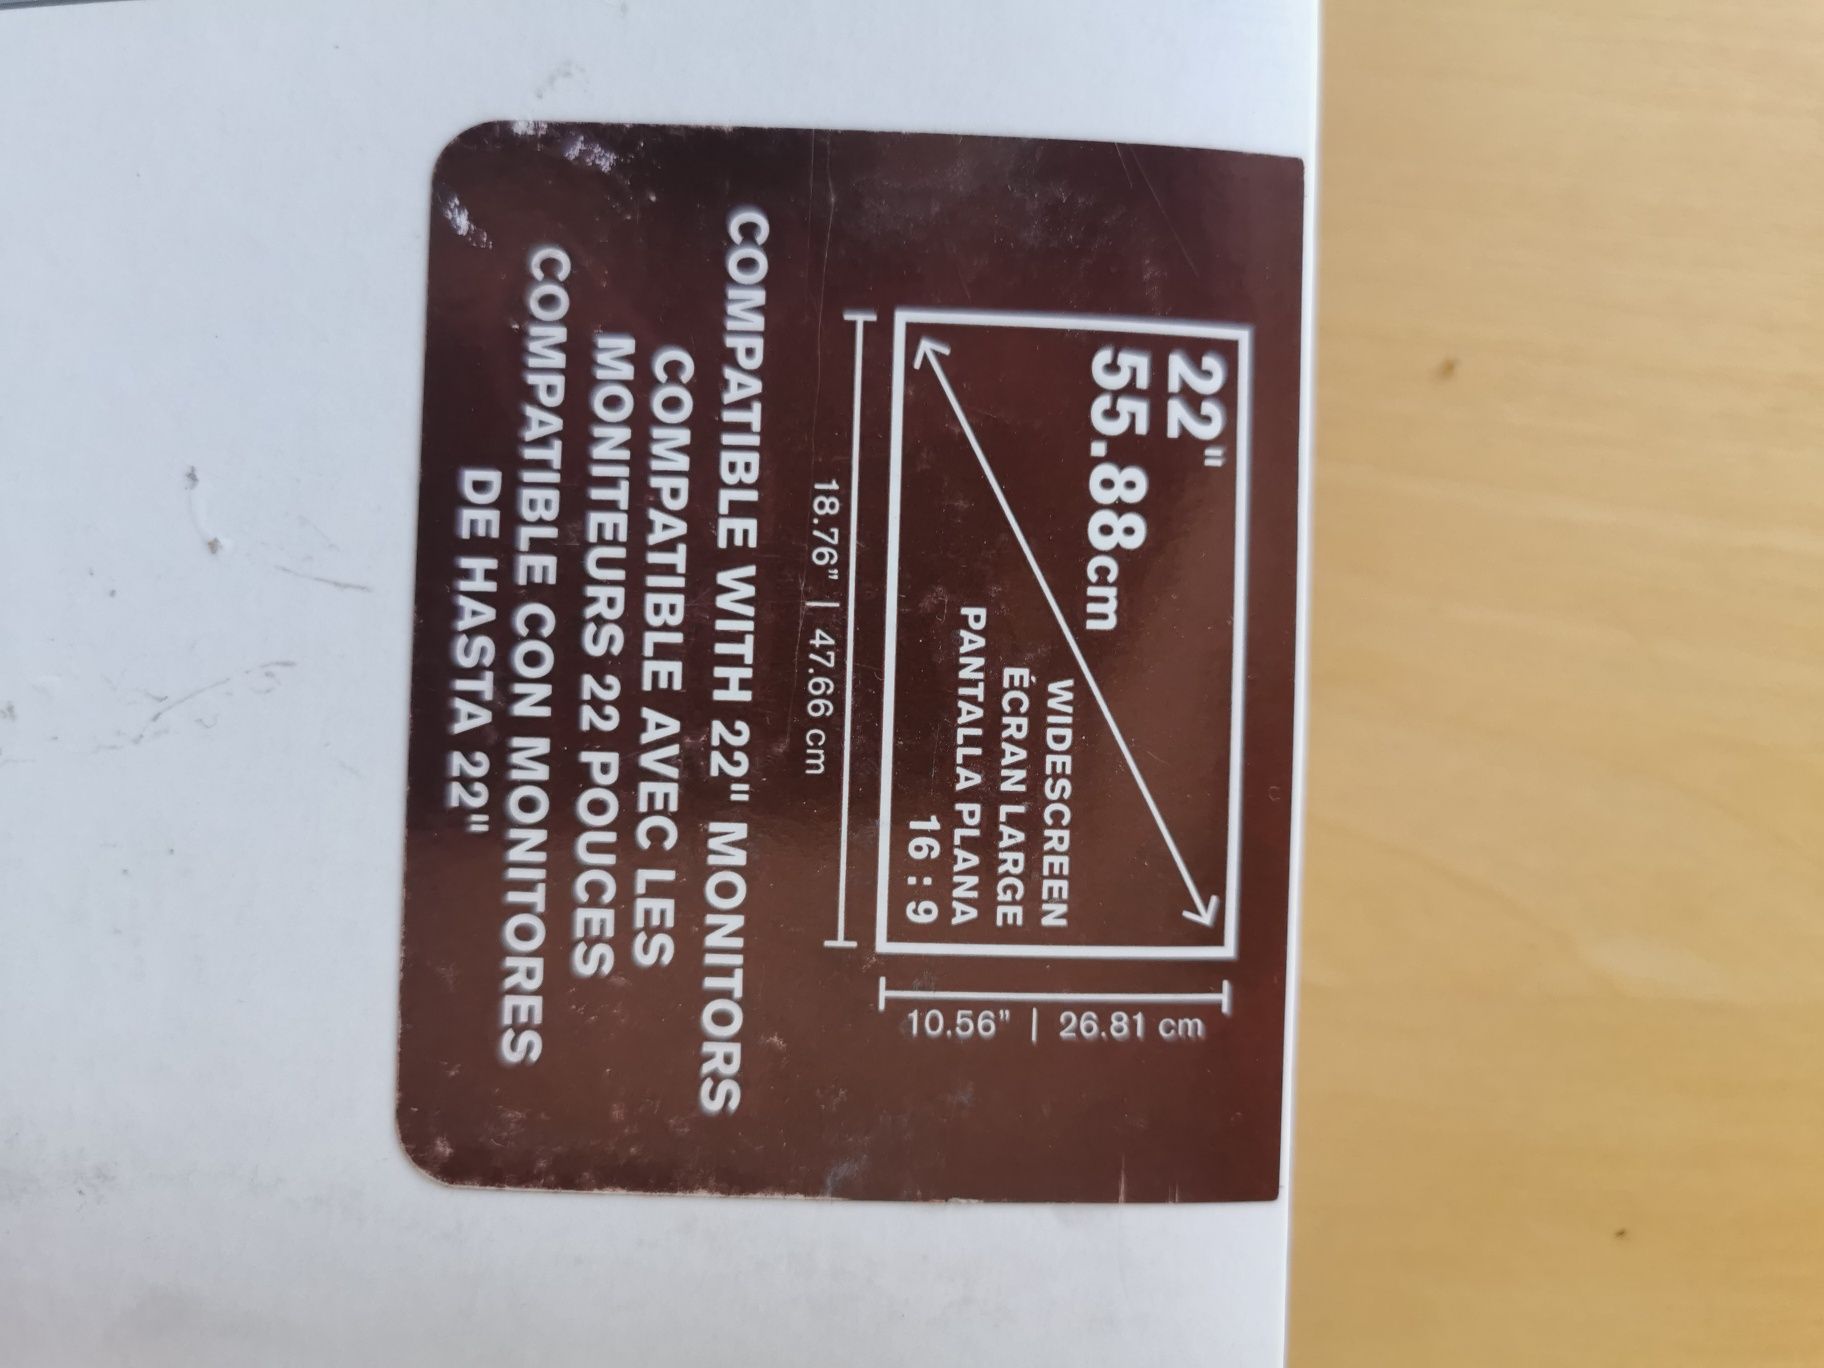 22"
55.88cm
WIDESCREEN
ÉCRAN LARGE
PANTALLA PLANA
16 : 9
10.56" | 26.81 cm
18.76" | 47.66 cm
COMPATIBLE WITH 22" MONITORS
COMPATIBLE AVEC LES
MONITEURS 22 POUCES
COMPATIBLE CON MONITORES
DE HASTA 22"